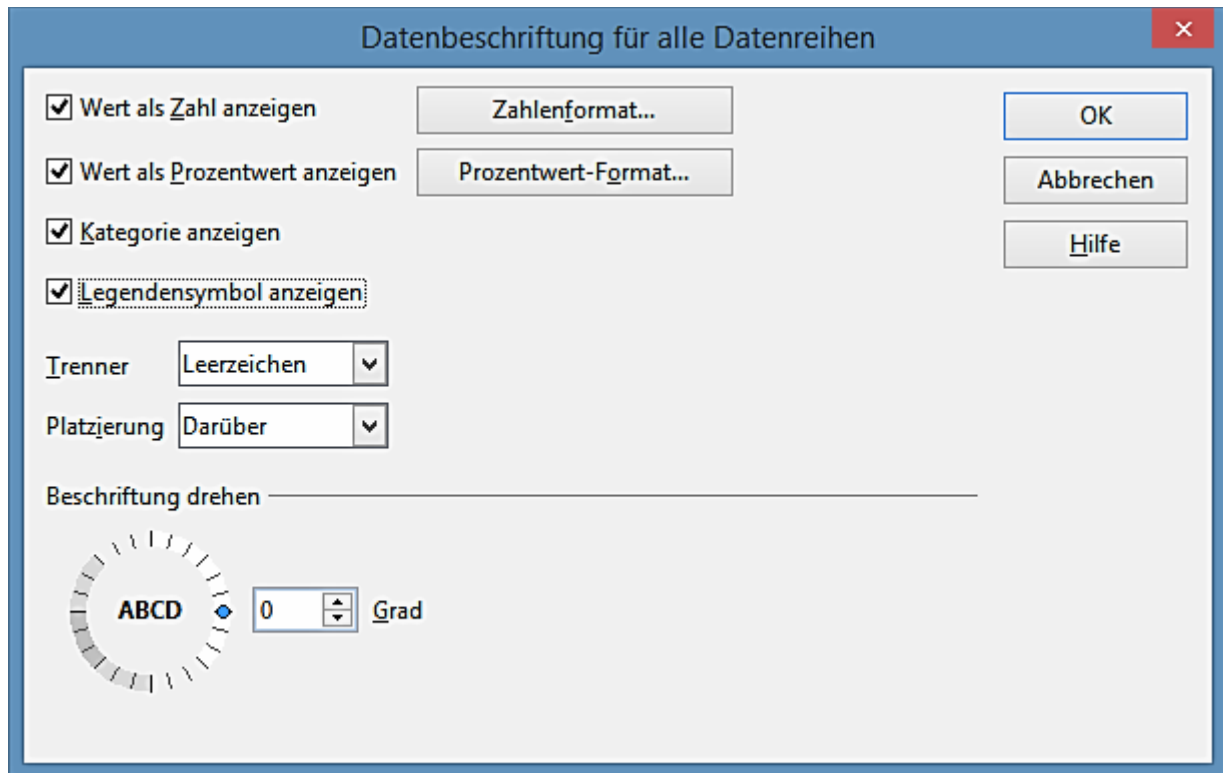 Datenbeschriftung für alle Datenreihen
Wert als Zahl anzeigen Zahlenformat... OK
Wert als Prozentwert anzeigen Prozentwert-Format... Abbrechen
Kategorie anzeigen Hilfe
Legendensymbol anzeigen
Trenner Leerzeichen
Platzierung Darüber
Beschriftung drehen
ABCD 0 Grad